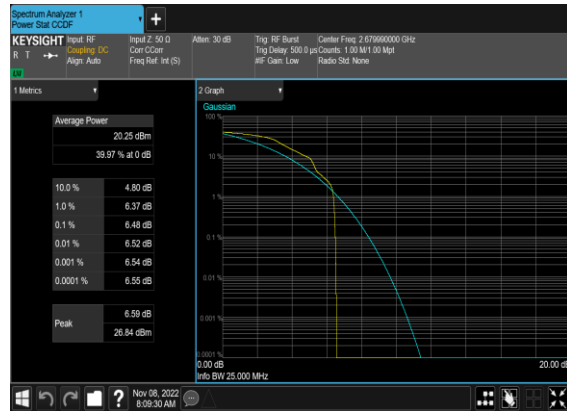 Spectrum Analyzer 1
Power Stat CCDF
KEYSIGHT
R T
LV
Input: RF
Coupling: DC
Align: Auto
Input Z: 50 Ω
Corr CCorr
Freq Ref: Int (S)
Atten: 30 dB
Trig: RF Burst
Trig Delay: 500.0 µs
#IF Gain: Low
Center Freq: 2.679990000 GHz
Counts: 1.00 M/1.00 Mpt
Radio Std: None
1 Metrics
Average Power
20.25 dBm
39.97 % at 0 dB
10.0 % 4.80 dB
1.0 % 6.37 dB
0.1 % 6.48 dB
0.01 % 6.52 dB
0.001 % 6.54 dB
0.0001 % 6.55 dB
Peak
6.59 dB
26.84 dBm
2 Graph
Gaussian
100 %
10 %
1 %
0.1 %
0.01 %
0.001 %
0.0001 %
0.00 dB
20.00 dB
Info BW 25.000 MHz
?
Nov 08, 2022
8:09:30 AM